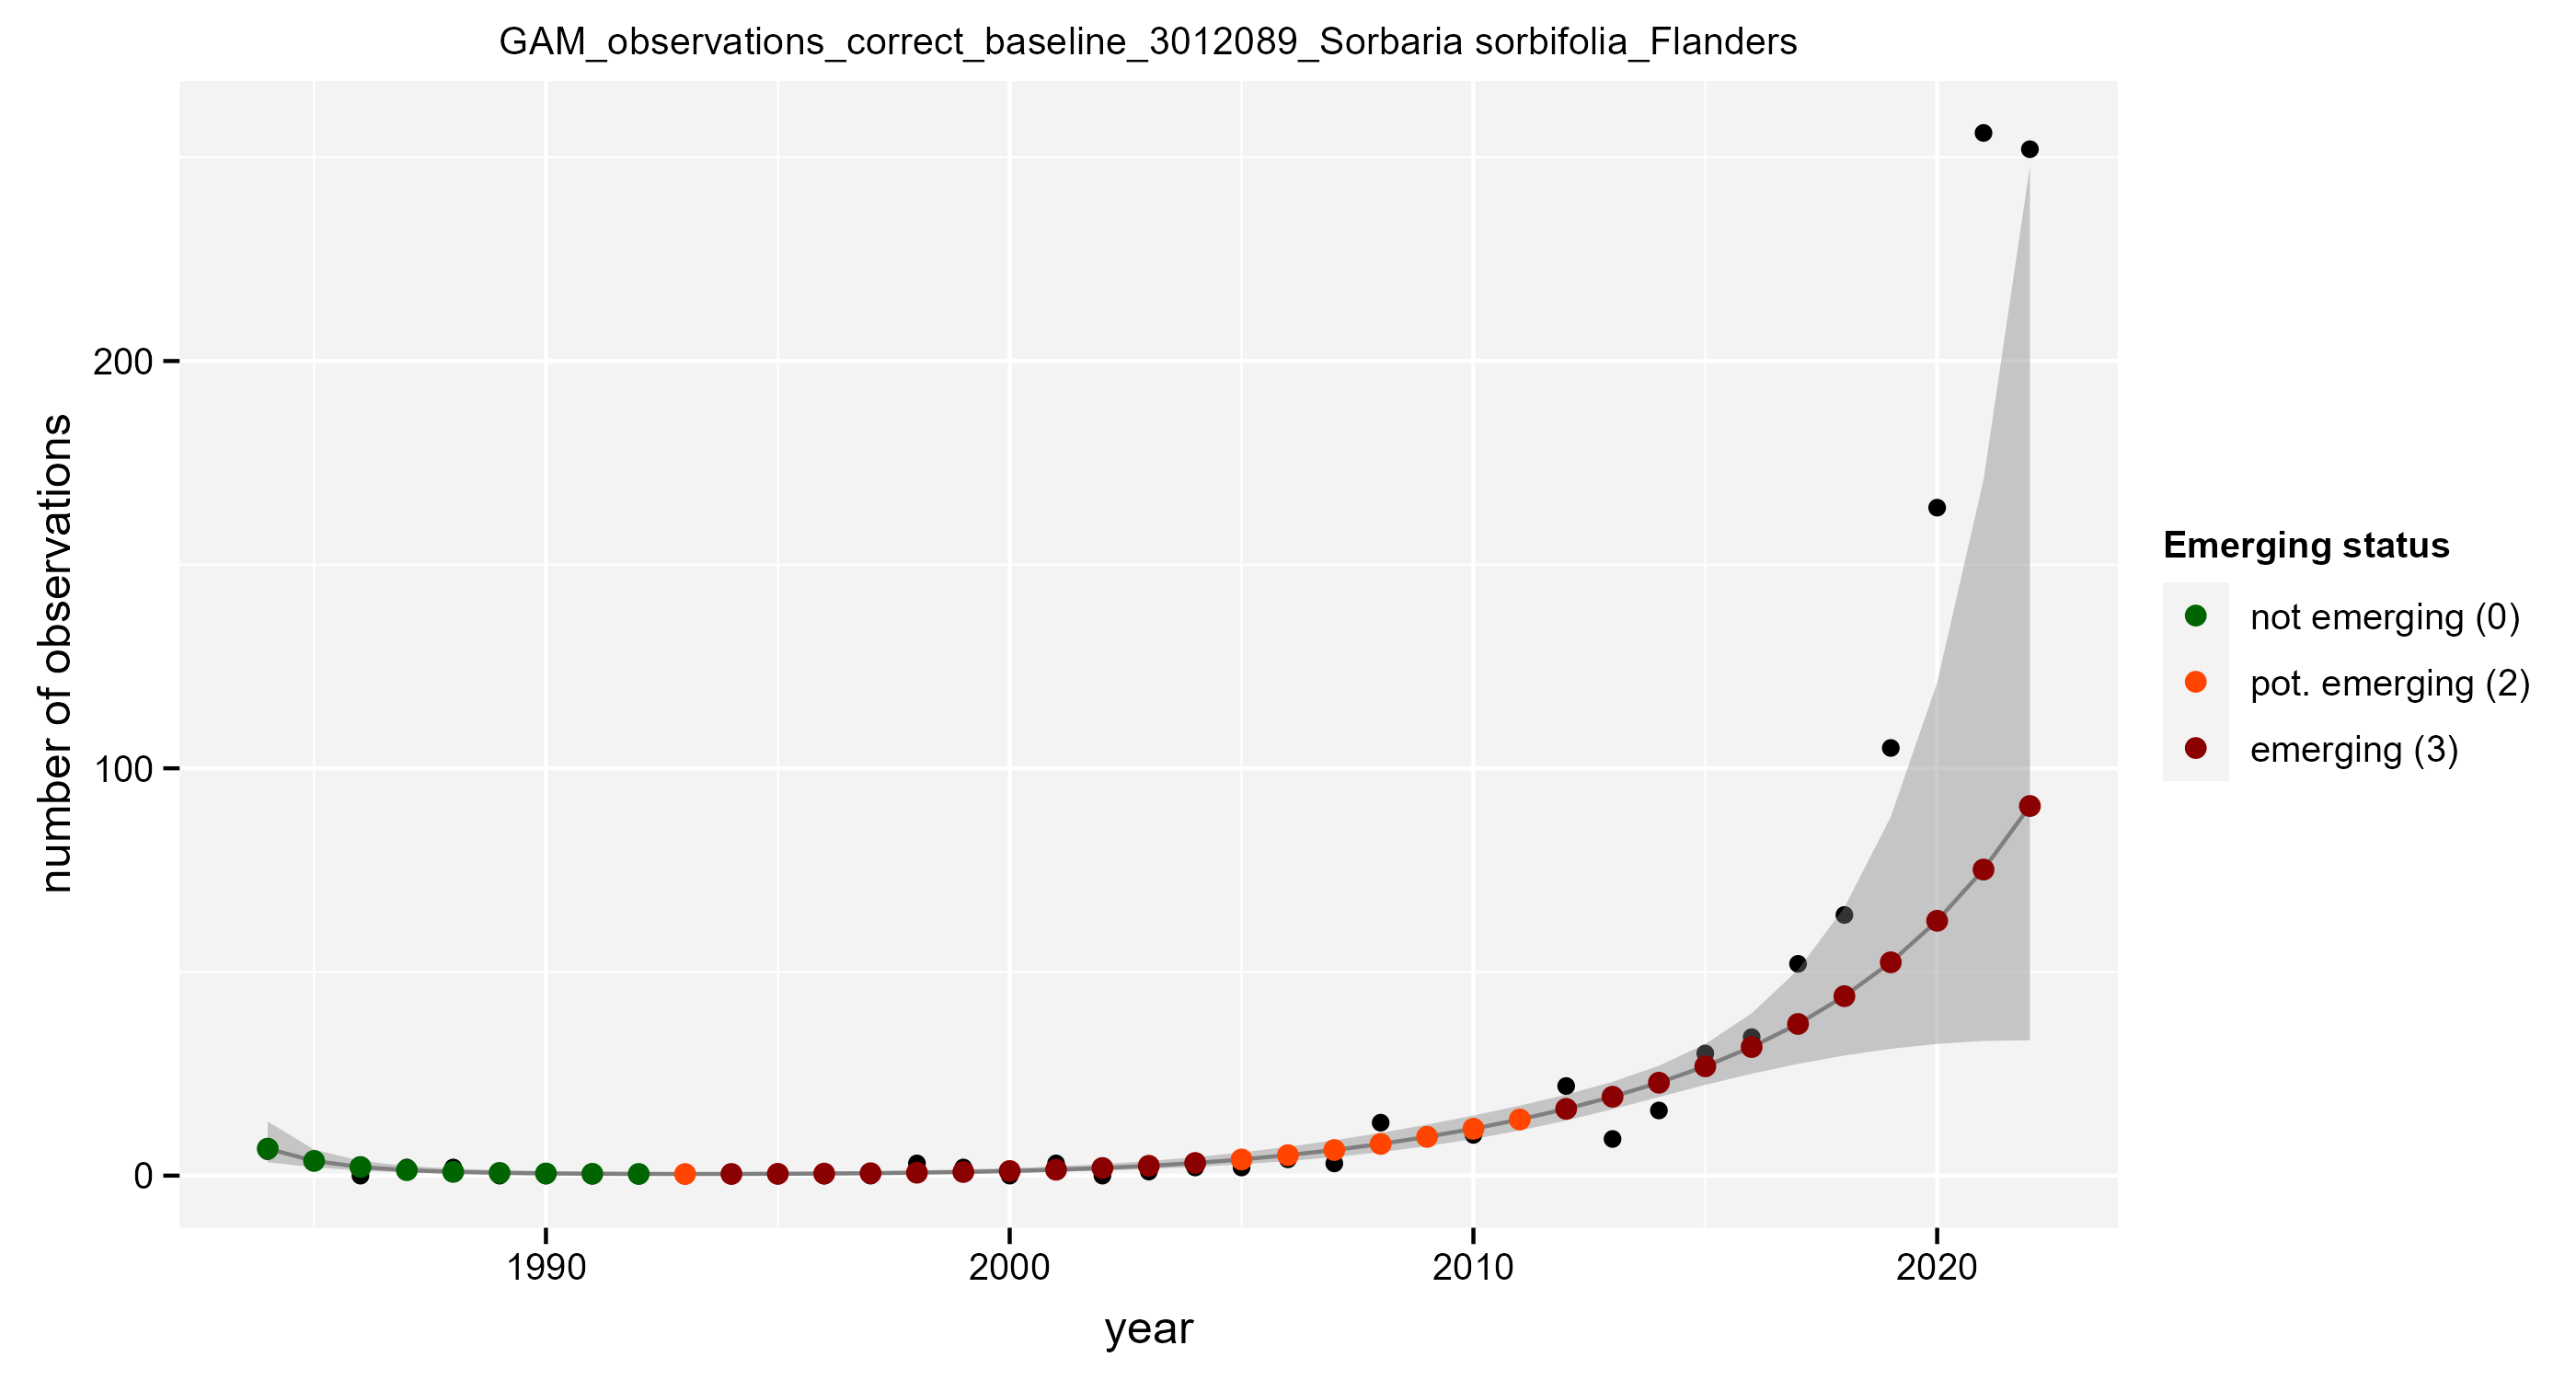 GAM_observations_correct_baseline_3012089_Sorbaria sorbifolia_Flanders
number of observations
200
100
0
1990 2000 2010 2020
year
Emerging status
not emerging (0)
pot. emerging (2)
emerging (3)